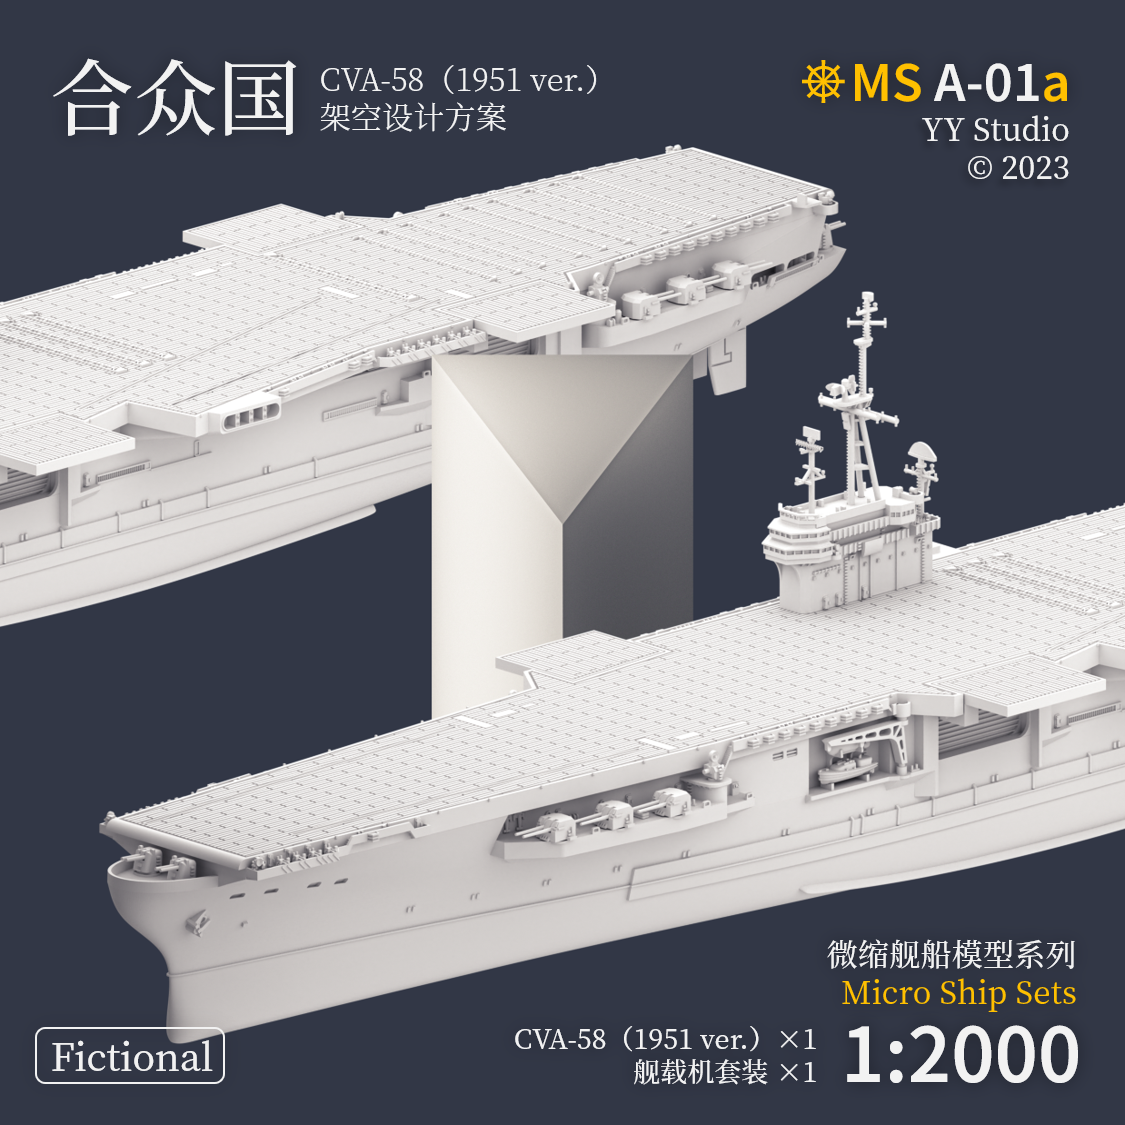 合众国
CVA-58（1951 ver.）
架空设计方案
MS A-01a
YY Studio
© 2023
微缩舰船模型系列
Micro Ship Sets
CVA-58（1951 ver.）×1
舰载机套装 ×1
1:2000
Fictional